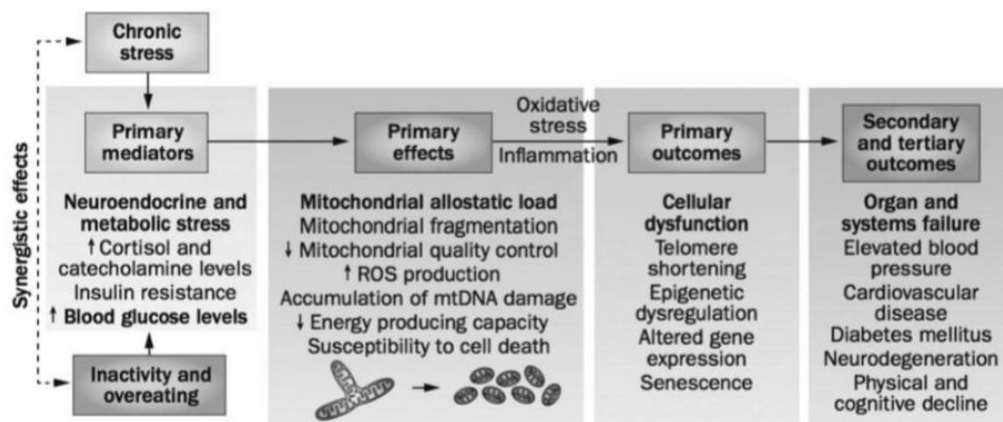 Chronic
stress
Synergistic effects
Primary
mediators
Neuroendocrine and
metabolic stress
↑ Cortisol and
catecholamine levels
Insulin resistance
↑ Blood glucose levels
Inactivity and
overeating
Primary
effects
Mitochondrial allostatic load
Mitochondrial fragmentation
↓ Mitochondrial quality control
↑ ROS production
Accumulation of mtDNA damage
↓ Energy producing capacity
Susceptibility to cell death
Oxidative
stress
Inflammation
Primary
outcomes
Cellular
dysfunction
Telomere
shortening
Epigenetic
dysregulation
Altered gene
expression
Senescence
Secondary
and tertiary
outcomes
Organ and
systems failure
Elevated blood
pressure
Cardiovascular
disease
Diabetes mellitus
Neurodegeneration
Physical and
cognitive decline